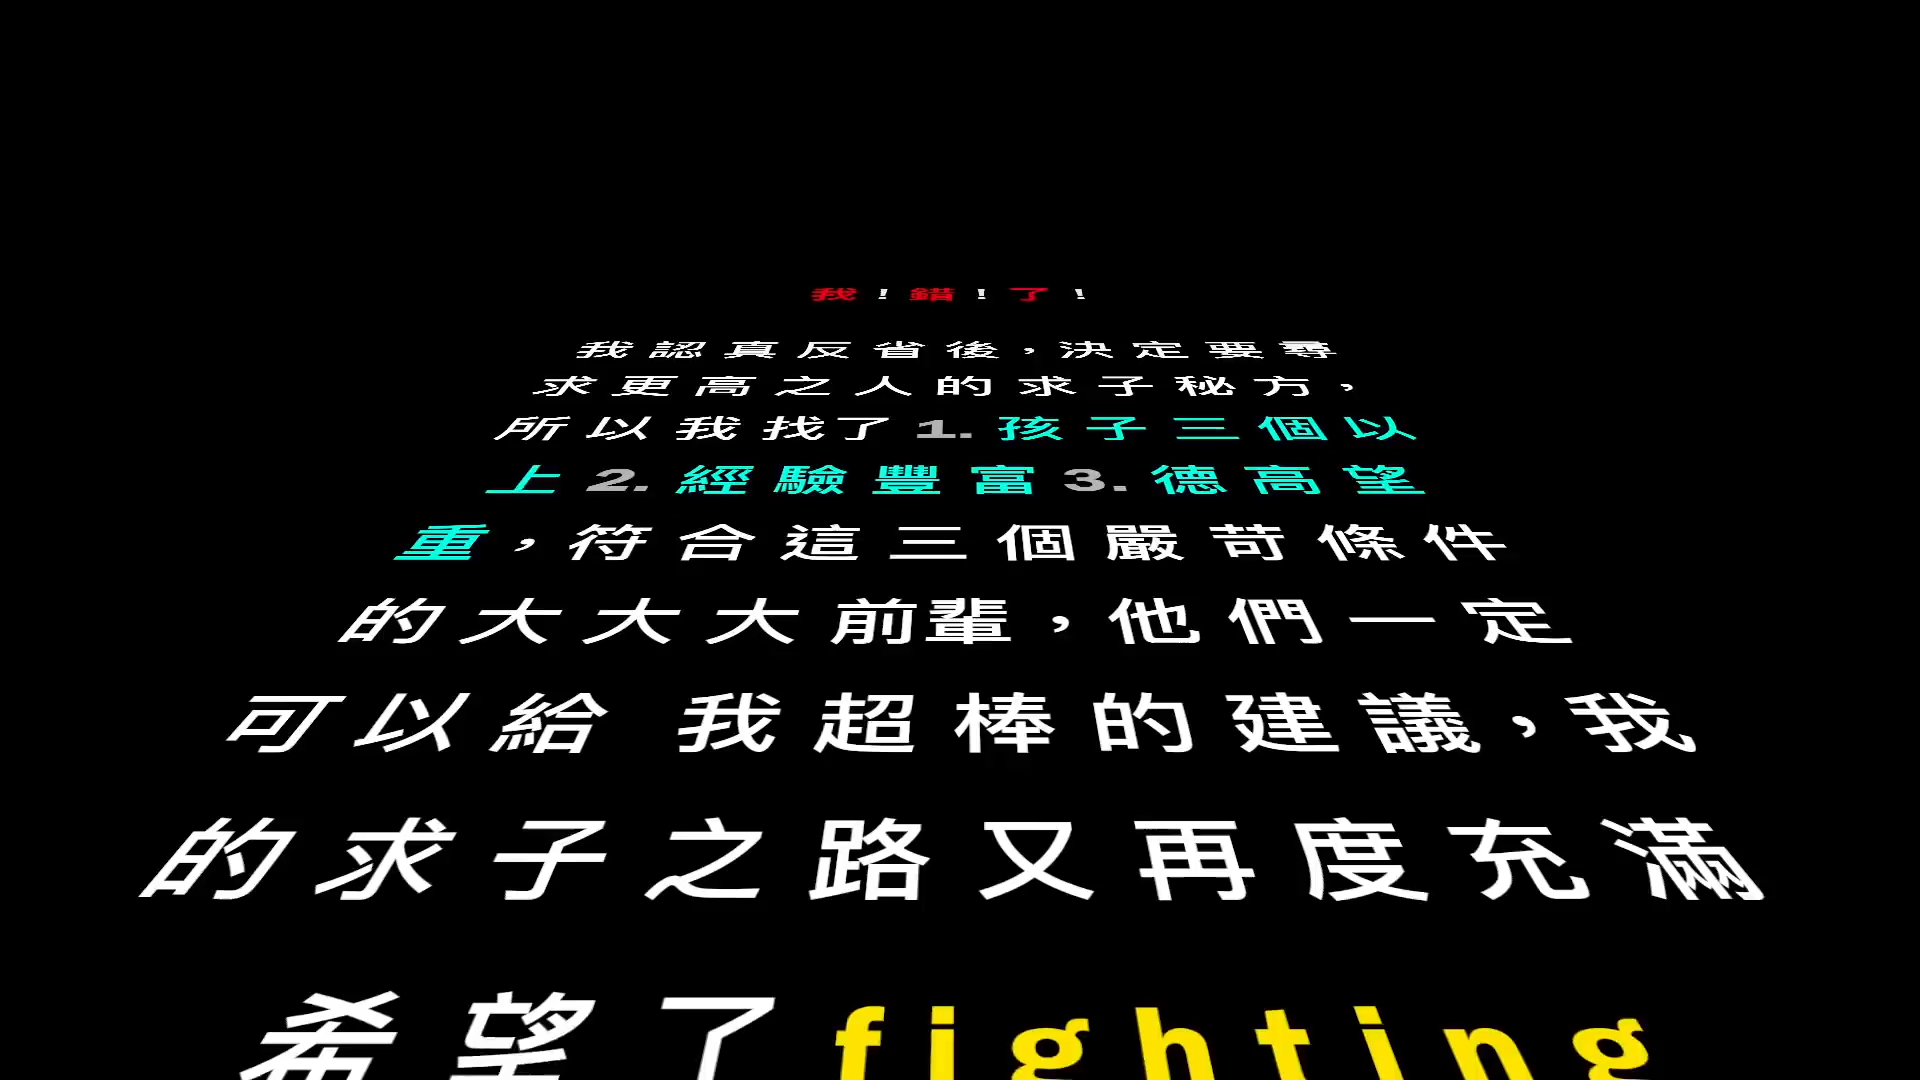 我!錯!了!
我認真反省後,決定要尋
求更高之人的求子秘方,
所以我找了1.孩子三個以
上2.經驗豐富3.德高望
重,符合這三個嚴苛條件
的大大大前輩,他們一定
可以給 我超棒的建議,我
的求子之路又再度充滿
希望了fighting